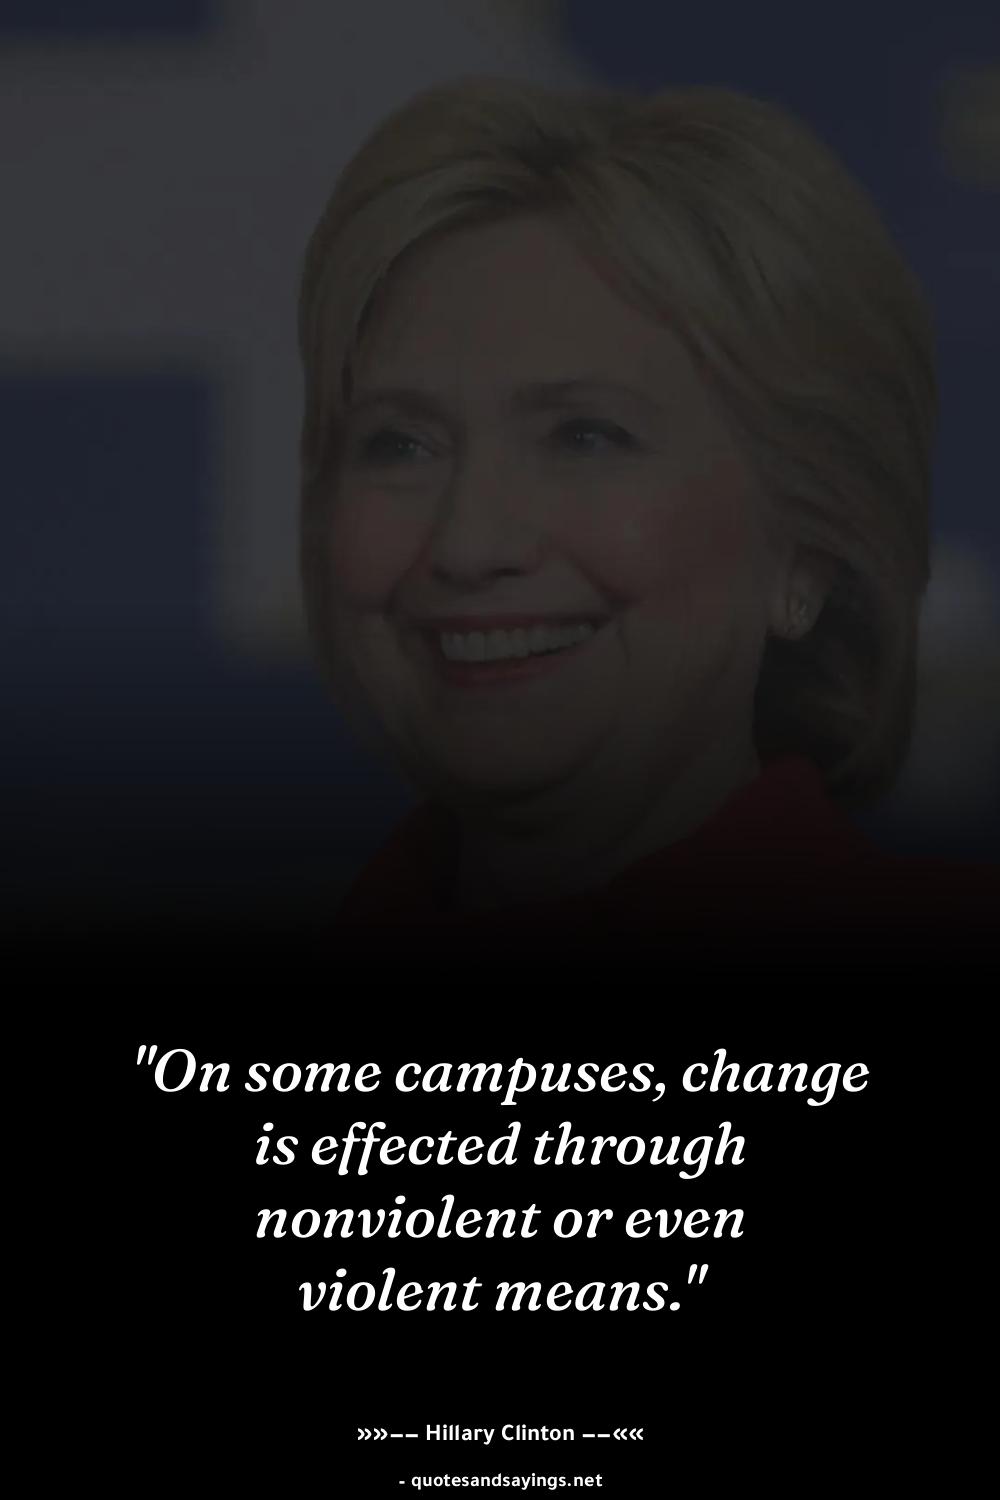 "On some campuses, change
is effected through
nonviolent or even
violent means."
»»−− Hillary Clinton −−««
- quotesandsayings.net